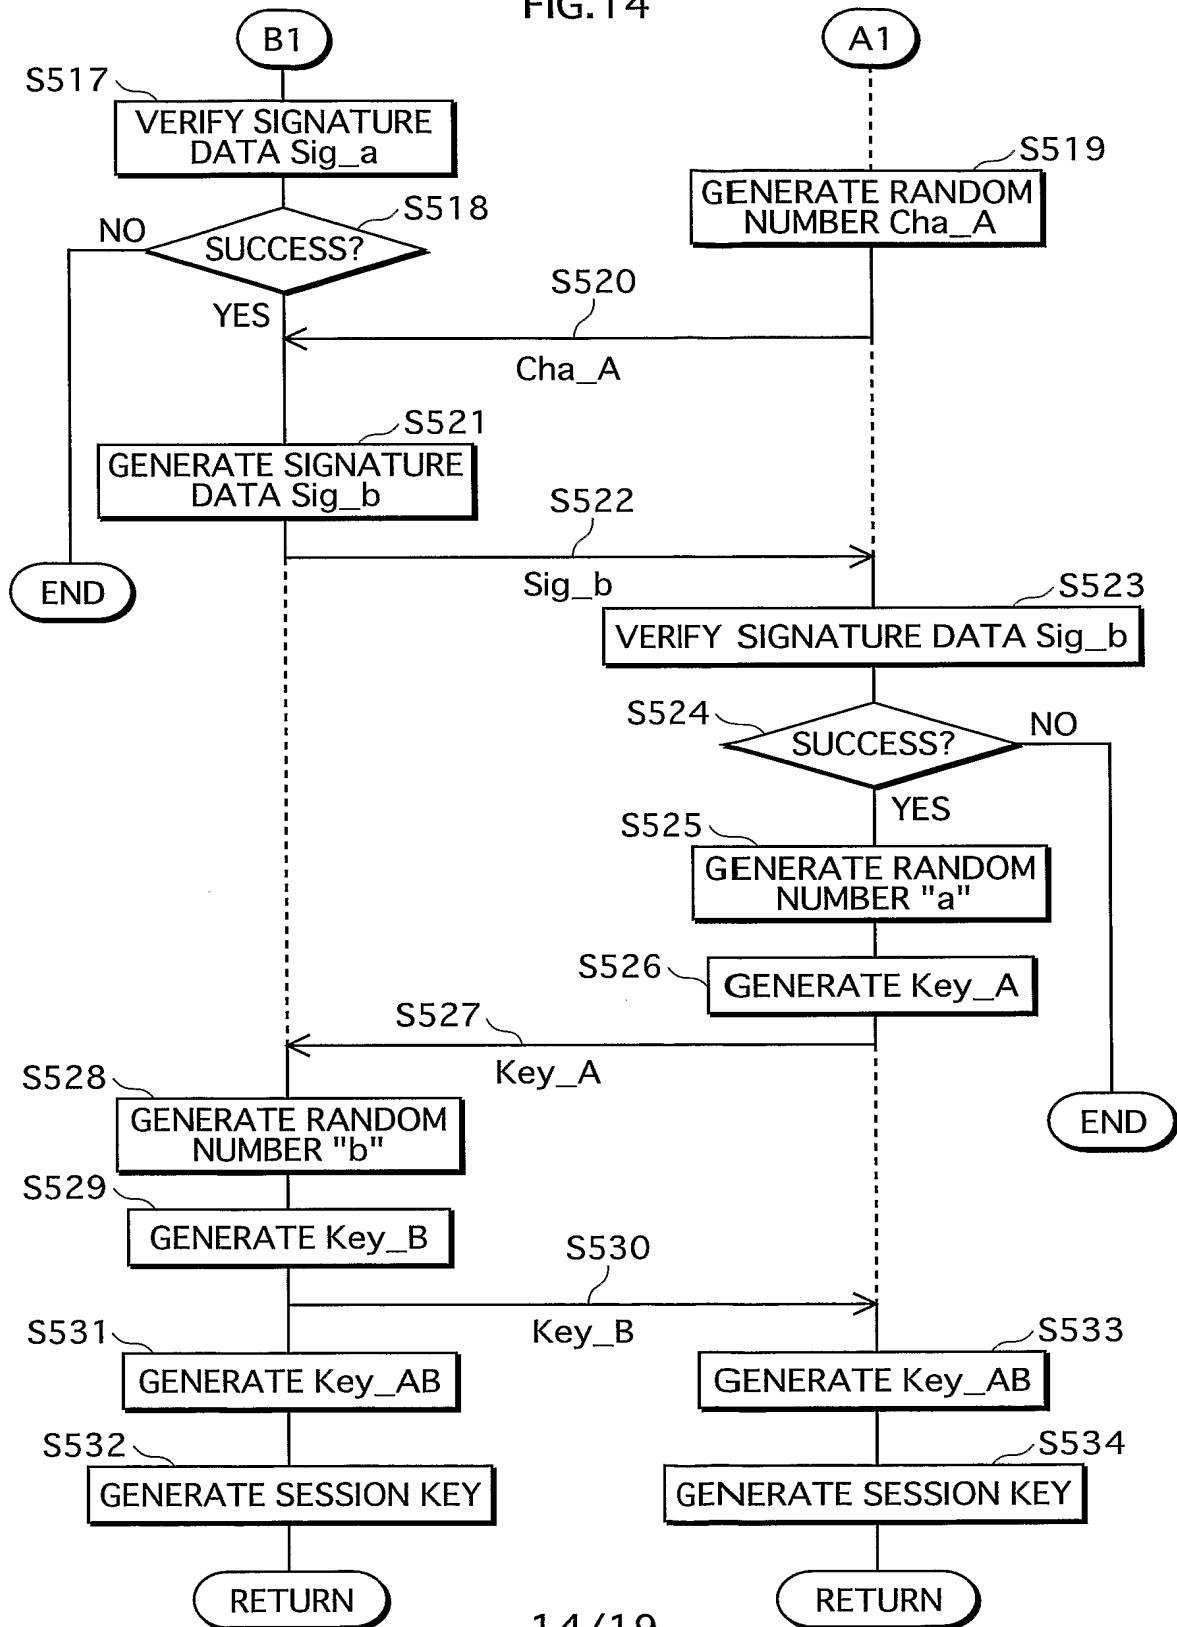 FIG.14
B1
A1
S517
VERIFY SIGNATURE
DATA Sig_a
S519
GENERATE RANDOM
NUMBER Cha_A
S518
NO
SUCCESS?
YES
S520
Cha_A
S521
GENERATE SIGNATURE
DATA Sig_b
S522
Sig_b
END
S523
VERIFY SIGNATURE DATA Sig_b
S524
SUCCESS?
NO
YES
S525
GENERATE RANDOM
NUMBER "a"
S526
GENERATE Key_A
S527
Key_A
END
S528
GENERATE RANDOM
NUMBER "b"
S529
GENERATE Key_B
S530
Key_B
S531
GENERATE Key_AB
S533
GENERATE Key_AB
S532
GENERATE SESSION KEY
S534
GENERATE SESSION KEY
RETURN
RETURN
14/19